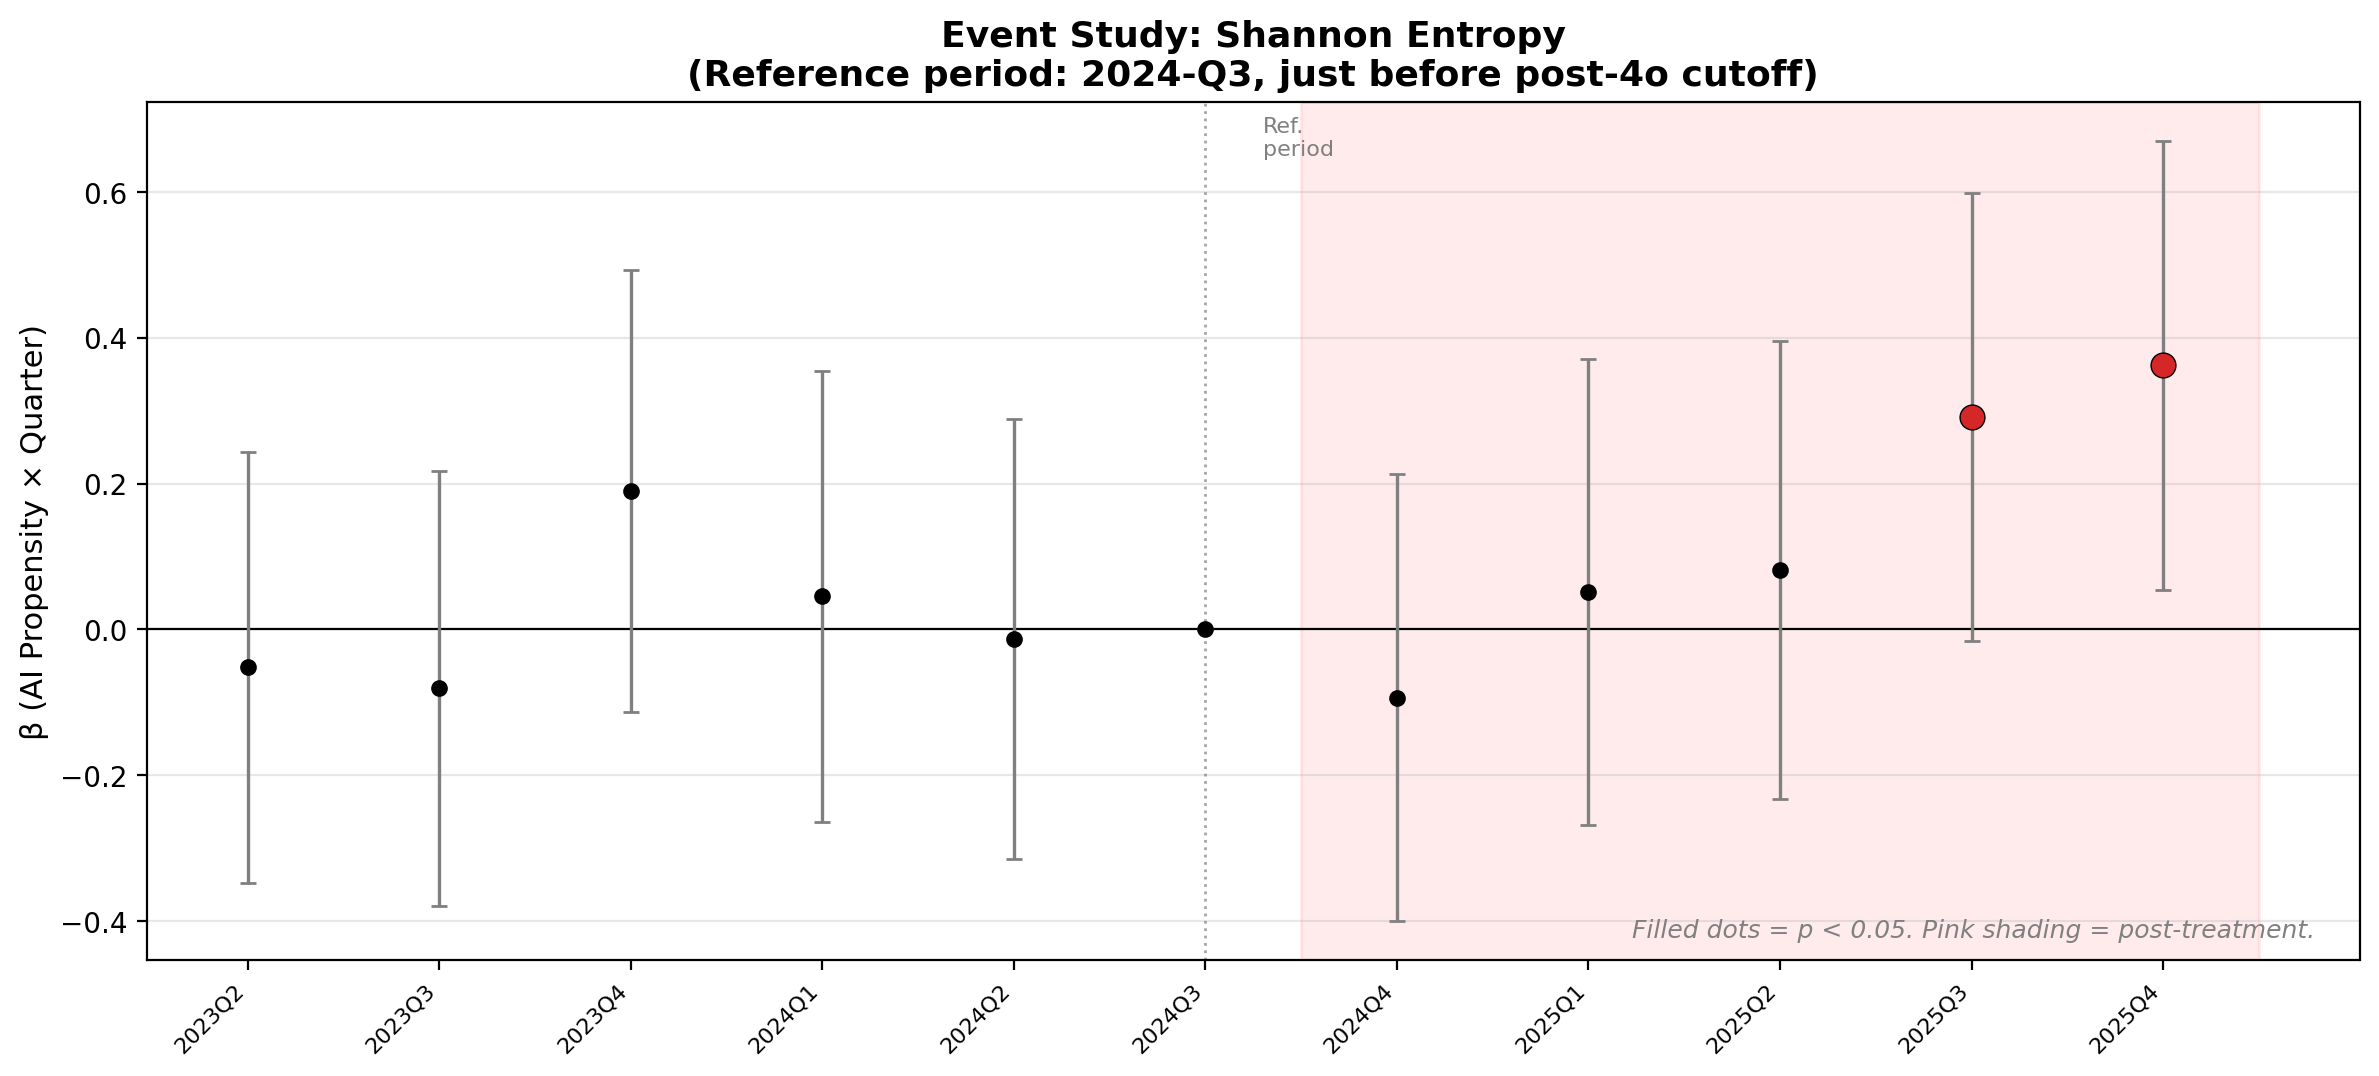 Event Study: Shannon Entropy
(Reference period: 2024-Q3, just before post-4o cutoff)
Ref.
period
β (AI Propensity × Quarter)
0.6
0.4
0.2
0.0
−0.2
−0.4
Filled dots = p < 0.05. Pink shading = post-treatment.
2023Q2
2023Q3
2023Q4
2024Q1
2024Q2
2024Q3
2024Q4
2025Q1
2025Q2
2025Q3
2025Q4